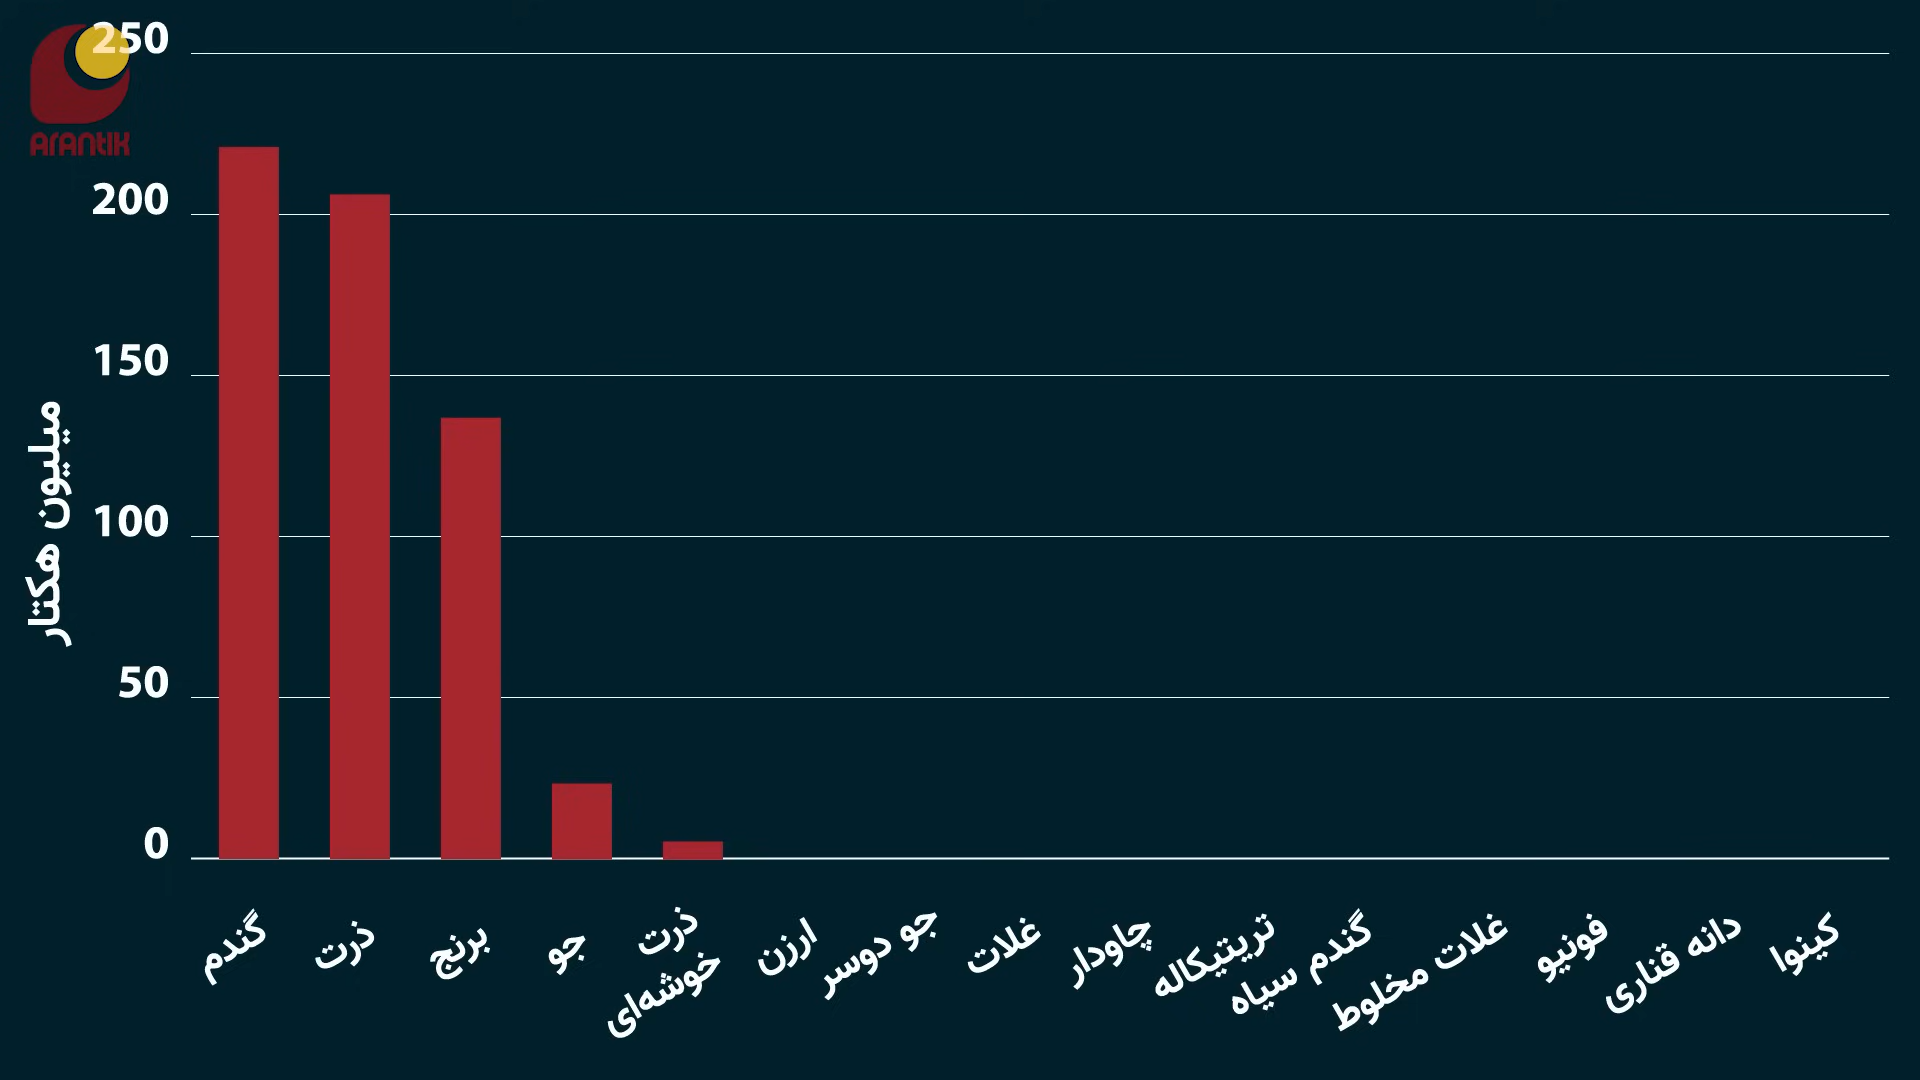 250
ArAntIK
200
150
100
50
0
میلیون هکتار
گندم
ذرت
برنج
جو
ذرت
خوشه‌ای
ارزن
جو دوسر
غلات
چاودار
تریتیکاله
گندم سیاه
غلات مخلوط
فونیو
دانه قناری
کینوا